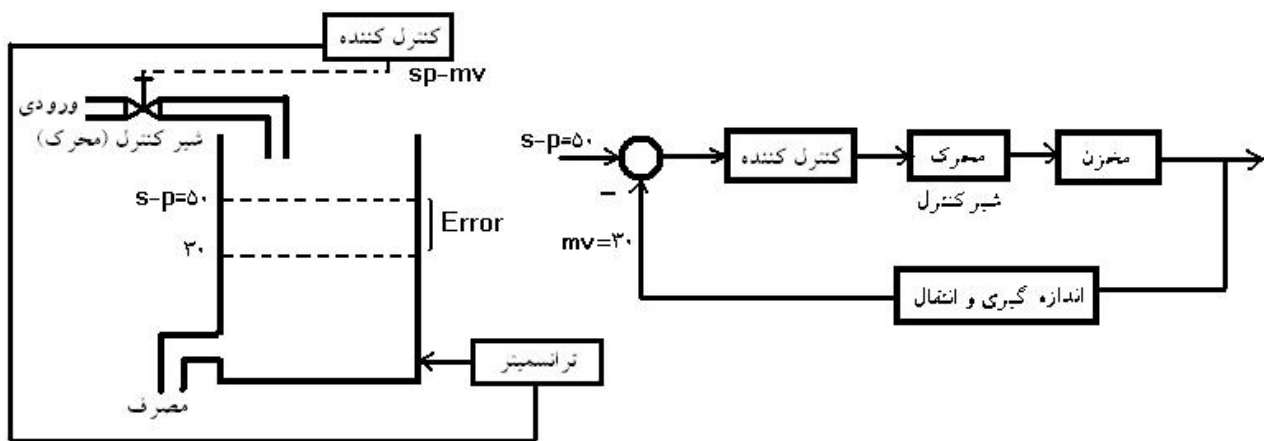 کنترل کننده
sp-mv
ورودی
شیر کنترل (محرک)
s-p=۵۰
۳۰
Error
ترانسمیتر
مصرف
s-p=۵۰
کنترل کننده
محرک
مخزن
شیر کنترل
–
mv=۳۰
اندازه گیری و انتقال